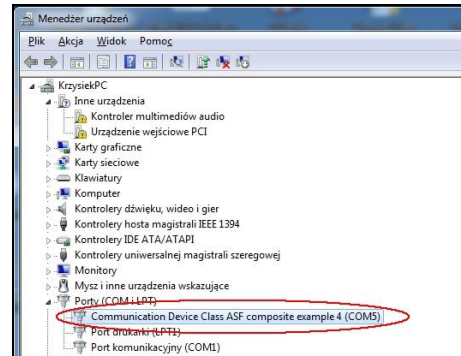 Menedżer urządzeń
Plik Akcja Widok Pomoc
KrzysiekPC
Inne urządzenia
Kontroler multimediów audio
Urządzenie wejściowe PCI
Karty graficzne
Karty sieciowe
Klawiatury
Komputer
Kontrolery dźwięku, wideo i gier
Kontrolery hosta magistrali IEEE 1394
Kontrolery IDE ATA/ATAPI
Kontrolery uniwersalnej magistrali szeregowej
Monitory
Mysz i inne urządzenia wskazujące
Porty (COM i LPT)
Communication Device Class ASF composite example 4 (COM5)
Port drukarki (LPT1)
Port komunikacyjny (COM1)